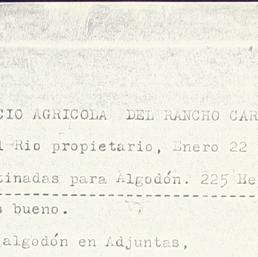 CIO AGRICOLA DEL RANCHO CAR
l Rio propietario, Enero 22
tinadas para Algodón. 225 He
s bueno.
algodón en Adjuntas,